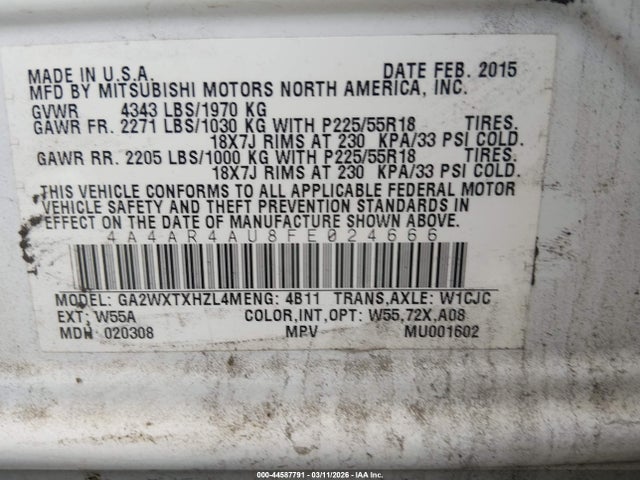 MADE IN U.S.A. DATE FEB. 2015
MFD BY MITSUBISHI MOTORS NORTH AMERICA, INC.
GVWR 4343 LBS/1970 KG
GAWR FR. 2271 LBS/1030 KG WITH P225/55R18 TIRES.
18X7J RIMS AT 230 KPA/33 PSI COLD.
GAWR RR. 2205 LBS/1000 KG WITH P225/55R18 TIRES.
18X7J RIMS AT 230 KPA/33 PSI COLD.
THIS VEHICLE CONFORMS TO ALL APPLICABLE FEDERAL MOTOR
VEHICLE SAFETY AND THEFT PREVENTION STANDARDS IN
EFFECT ON THE DATE OF MANUFACTURE SHOWN ABOVE.
4A4AR4AU8FE024666
MODEL: GA2WXTXHZL4MENG: 4B11 TRANS,AXLE: W1CJC
EXT: W55A COLOR,INT,OPT: W55,72X,A08
MDH 020308 MPV MU001602
000-44587791 - 03/11/2026 - IAA Inc.